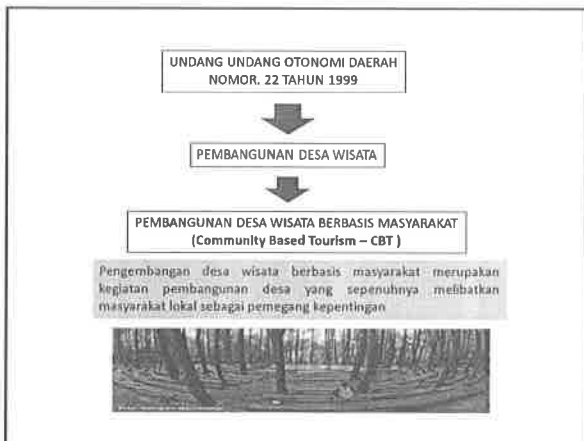 UNDANG UNDANG OTONOMI DAERAH
NOMOR. 22 TAHUN 1999
PEMBANGUNAN DESA WISATA
PEMBANGUNAN DESA WISATA BERBASIS MASYARAKAT
(Community Based Tourism – CBT )
Pengembangan desa wisata berbasis masyarakat merupakan
kegiatan pembangunan desa yang sepenuhnya melibatkan
masyarakat lokal sebagai pemegang kepentingan